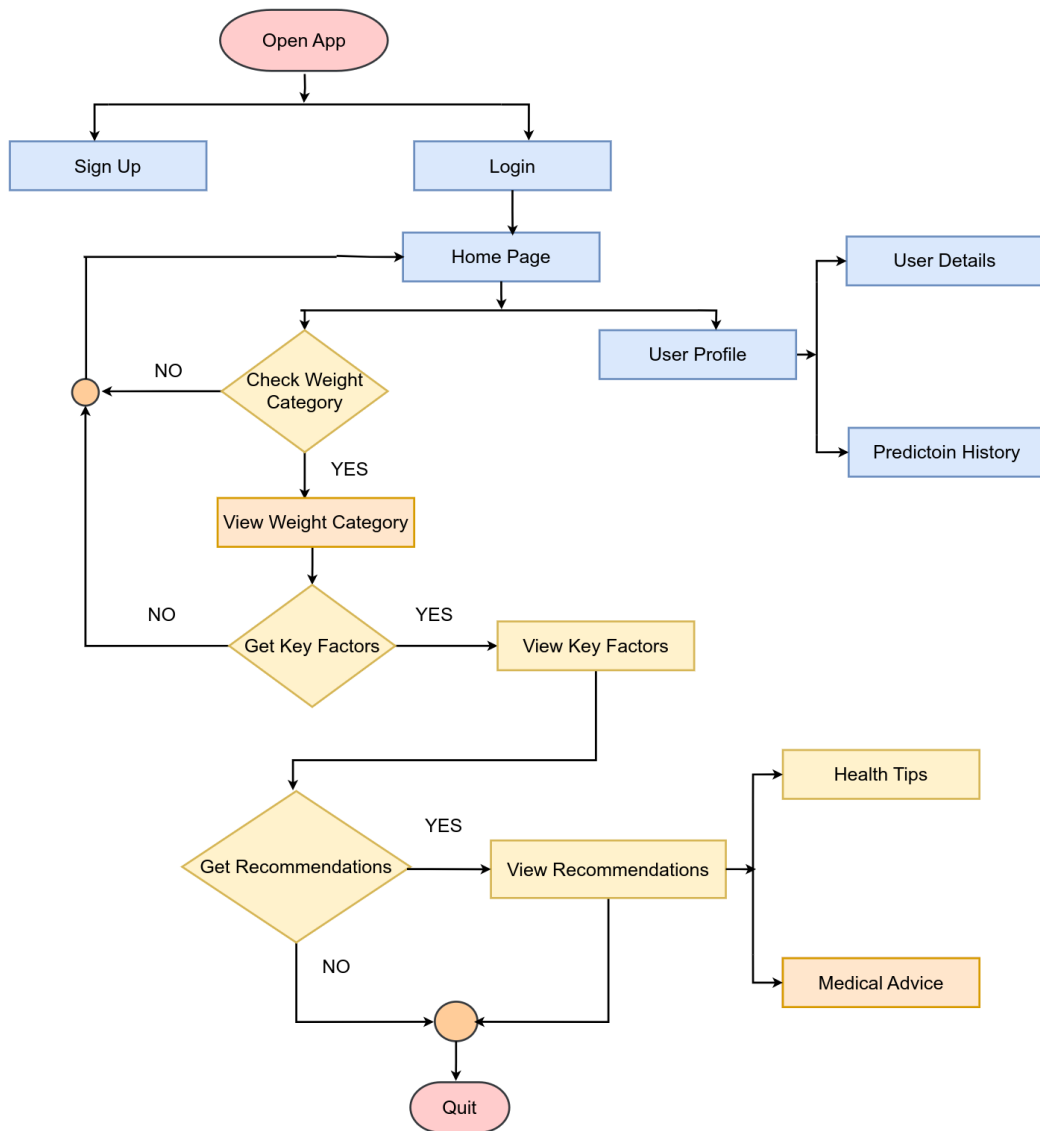 Open App
Sign Up
Login
Home Page
User Details
User Profile
NO
Check Weight
Category
Predictoin History
YES
View Weight Category
NO
YES
Get Key Factors
View Key Factors
Health Tips
YES
Get Recommendations
View Recommendations
NO
Medical Advice
Quit